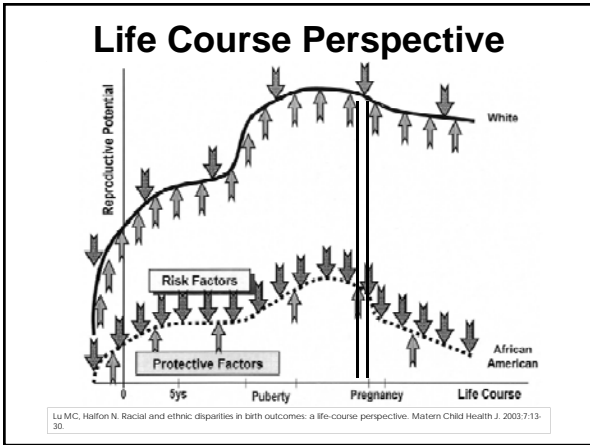 Life Course Perspective
Reproductive Potential
White
Risk Factors
Protective Factors
African
American
0 5ys Puberty Pregnancy Life Course
Lu MC, Halfon N. Racial and ethnic disparities in birth outcomes: a life-course perspective. Matern Child Health J. 2003;7:13-
30.